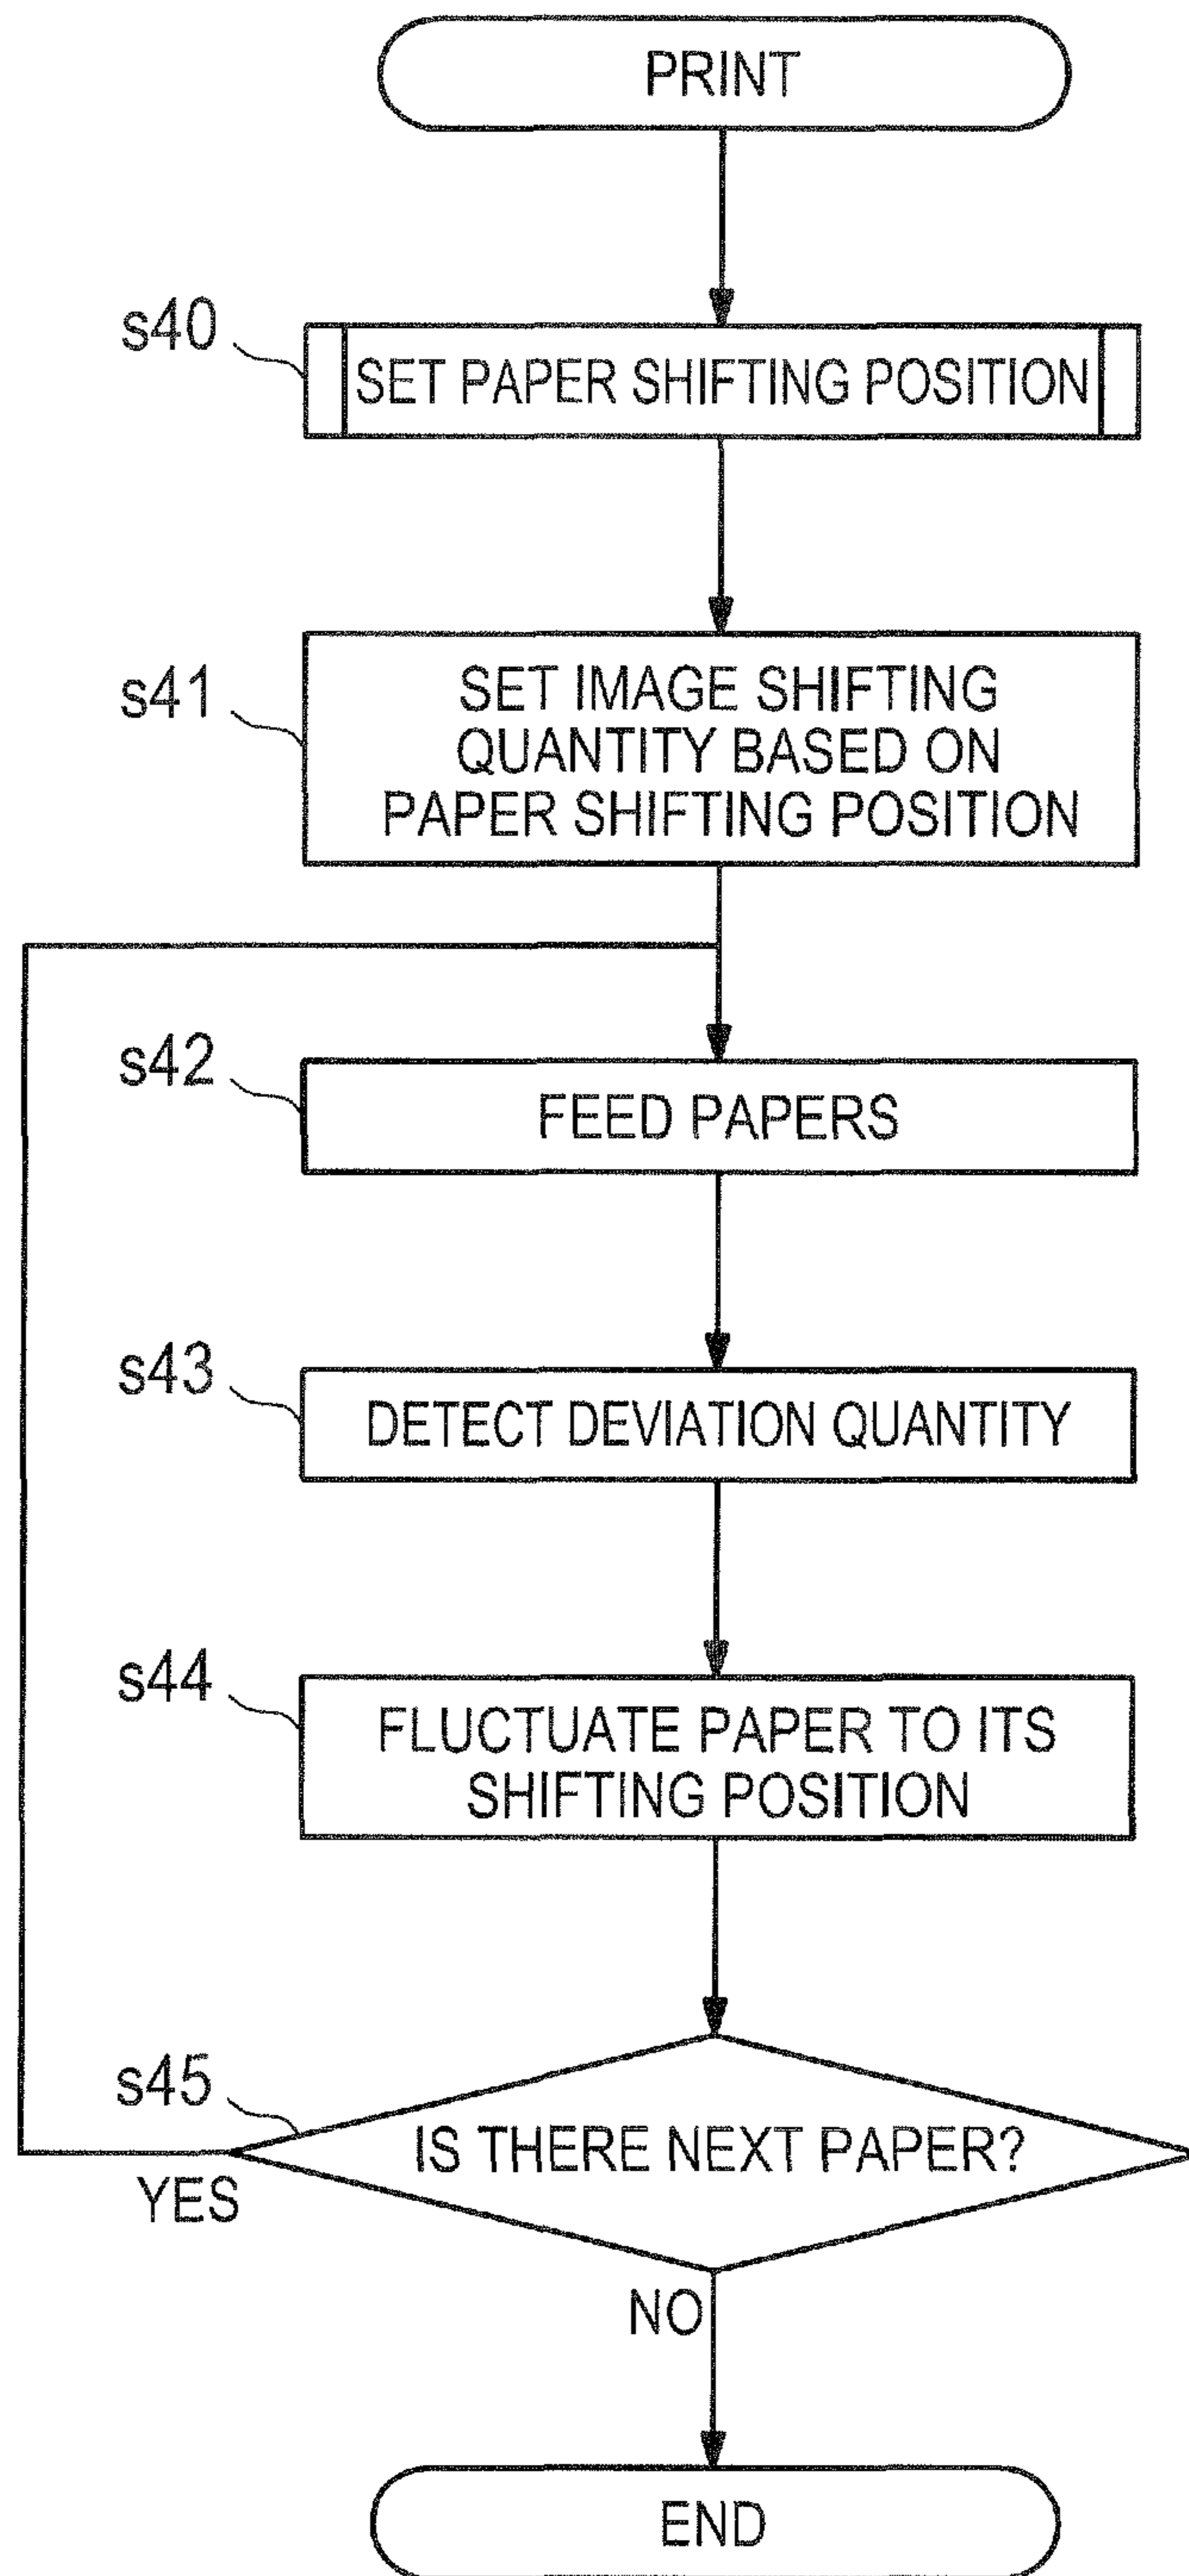 PRINT
s40
SET PAPER SHIFTING POSITION
s41
SET IMAGE SHIFTING
QUANTITY BASED ON
PAPER SHIFTING POSITION
s42
FEED PAPERS
s43
DETECT DEVIATION QUANTITY
s44
FLUCTUATE PAPER TO ITS
SHIFTING POSITION
s45
IS THERE NEXT PAPER?
YES
NO
END